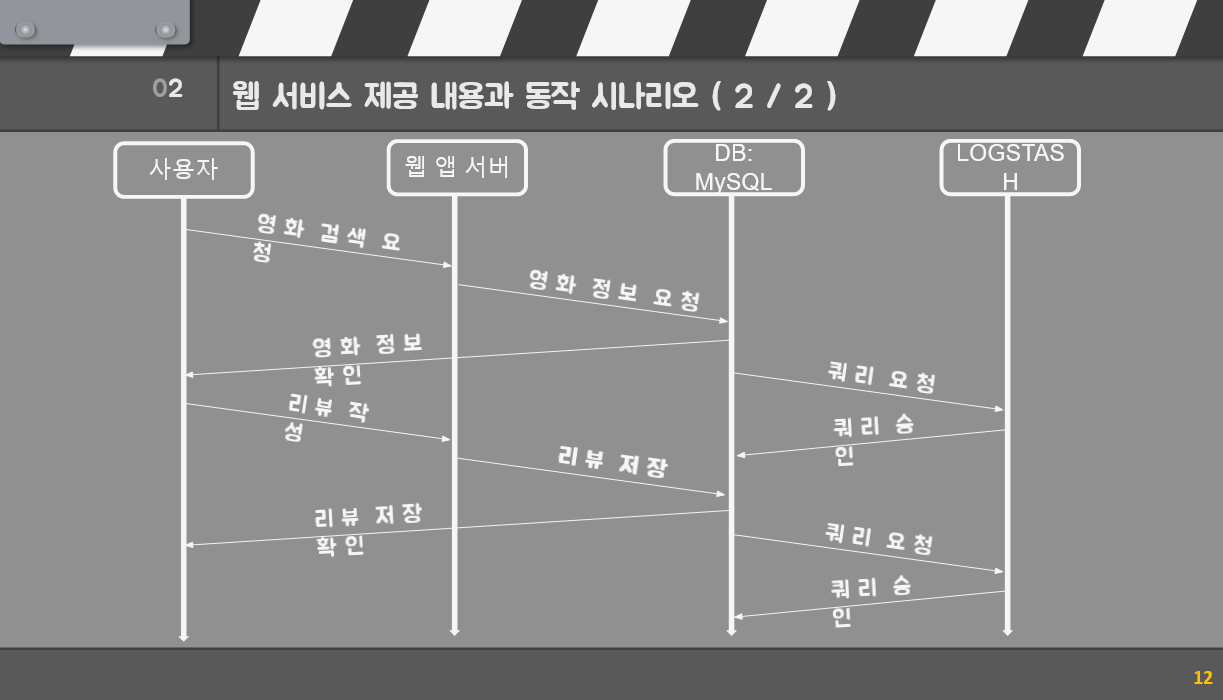 02
웹 서비스 제공 내용과 동작 시나리오 ( 2 / 2 )
사용자
웹 앱 서버
DB:
MySQL
LOGSTAS
H
영화 검색 요
청
영화 정보 요청
영화 정보
확인
쿼리 요청
리뷰 작
성
쿼리 승
인
리뷰 저장
리뷰 저장
확인
쿼리 요청
쿼리 승
인
12